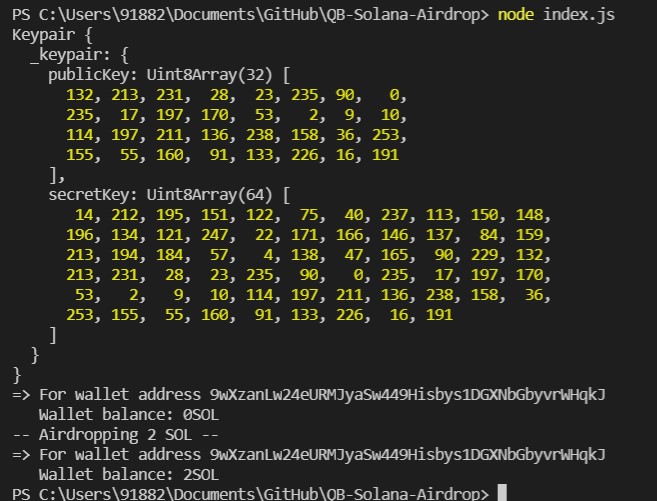 PS C:\Users\91882\Documents\GitHub\QB-Solana-Airdrop> node index.js
Keypair {
_keypair: {
publicKey: Uint8Array(32) [
132, 213, 231, 28, 23, 235, 90, 0,
235, 17, 197, 170, 53, 2, 9, 10,
114, 197, 211, 136, 238, 158, 36, 253,
155, 55, 160, 91, 133, 226, 16, 191
],
secretKey: Uint8Array(64) [
14, 212, 195, 151, 122, 75, 40, 237, 113, 150, 148,
196, 134, 121, 247, 22, 171, 166, 146, 137, 84, 159,
213, 194, 184, 57, 4, 138, 47, 165, 90, 229, 132,
213, 231, 28, 23, 235, 90, 0, 235, 17, 197, 170,
53, 2, 9, 10, 114, 197, 211, 136, 238, 158, 36,
253, 155, 55, 160, 91, 133, 226, 16, 191
]
}
}
=> For wallet address 9wXzanLw24eURMJyaSw449Hisbys1DGXNbGbyvrWHqkJ
Wallet balance: 0SOL
-- Airdropping 2 SOL --
=> For wallet address 9wXzanLw24eURMJyaSw449Hisbys1DGXNbGbyvrWHqkJ
Wallet balance: 2SOL
PS C:\Users\91882\Documents\GitHub\QB-Solana-Airdrop>